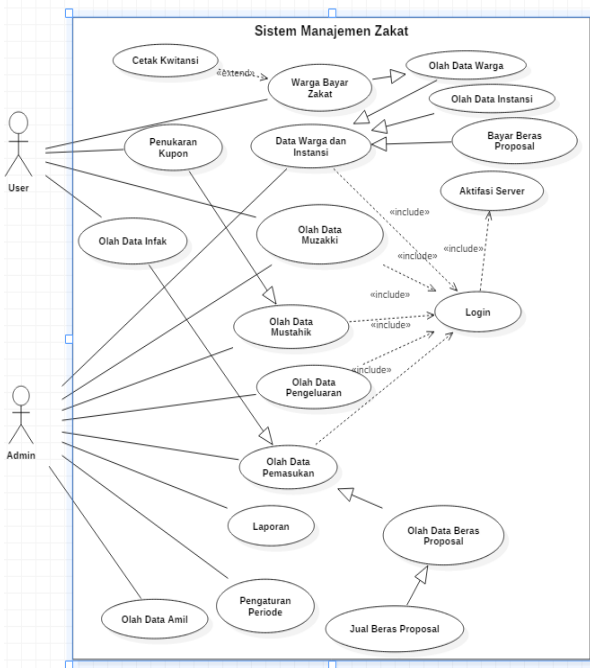 Sistem Manajemen Zakat
Cetak Kwitansi
«extend»
Warga Bayar
Zakat
Olah Data Warga
Olah Data Instansi
Bayar Beras
Proposal
Penukaran
Kupon
Data Warga dan
Instansi
User
Aktifasi Server
Olah Data Infak
Olah Data
Muzakki
«include»
«include»
«include»
«include»
Login
Olah Data
Mustahik
«include»
«include»
Olah Data
Pengeluaran
Admin
Olah Data
Pemasukan
Laporan
Olah Data Beras
Proposal
Pengaturan
Periode
Olah Data Amil
Jual Beras Proposal